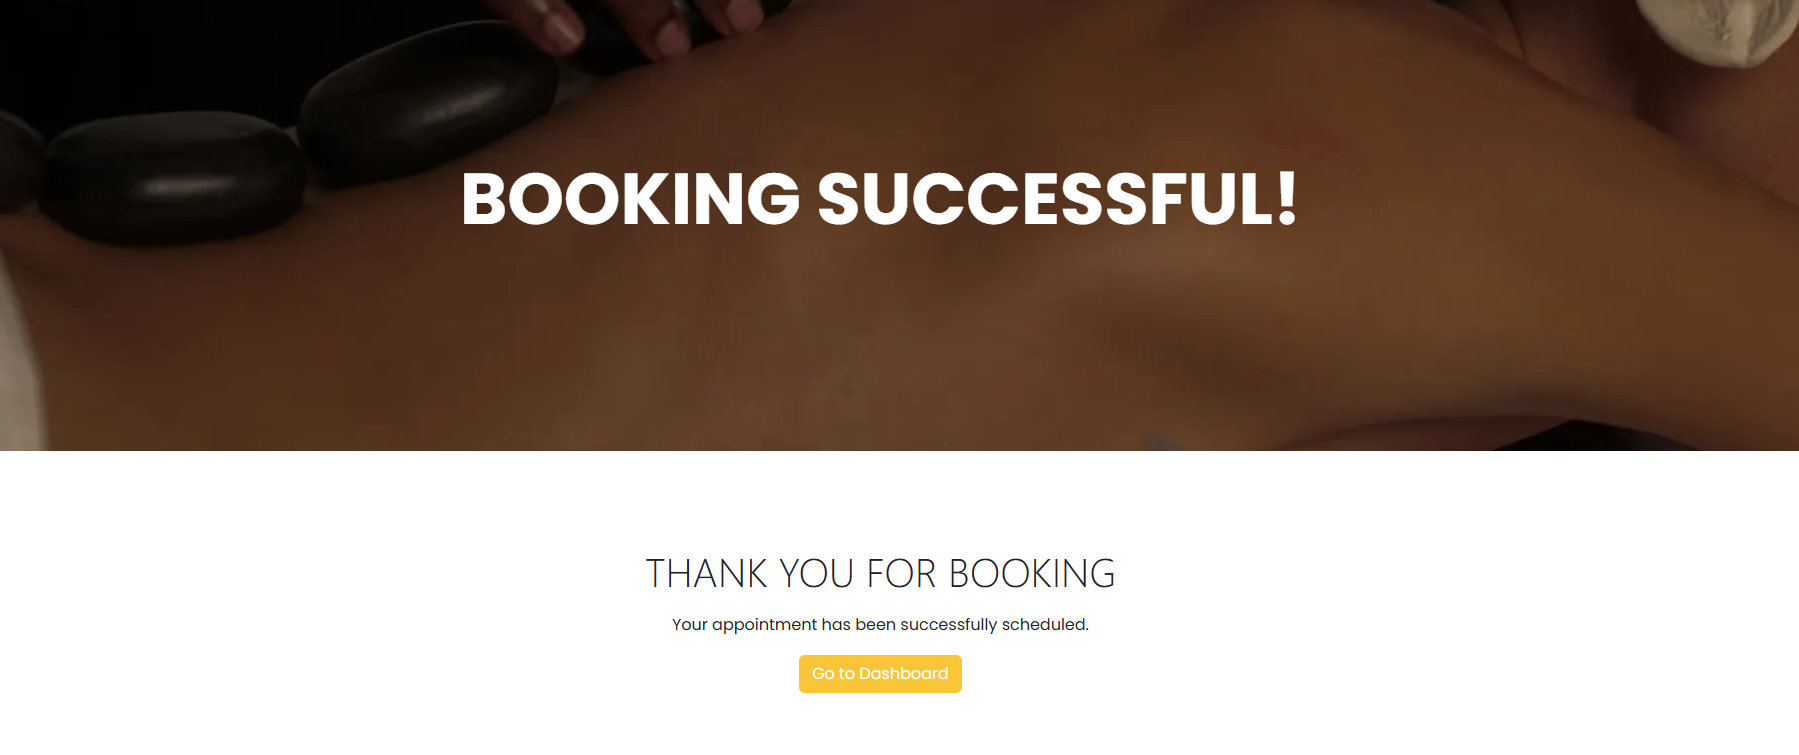 BOOKING SUCCESSFUL!
THANK YOU FOR BOOKING
Your appointment has been successfully scheduled.
Go to Dashboard